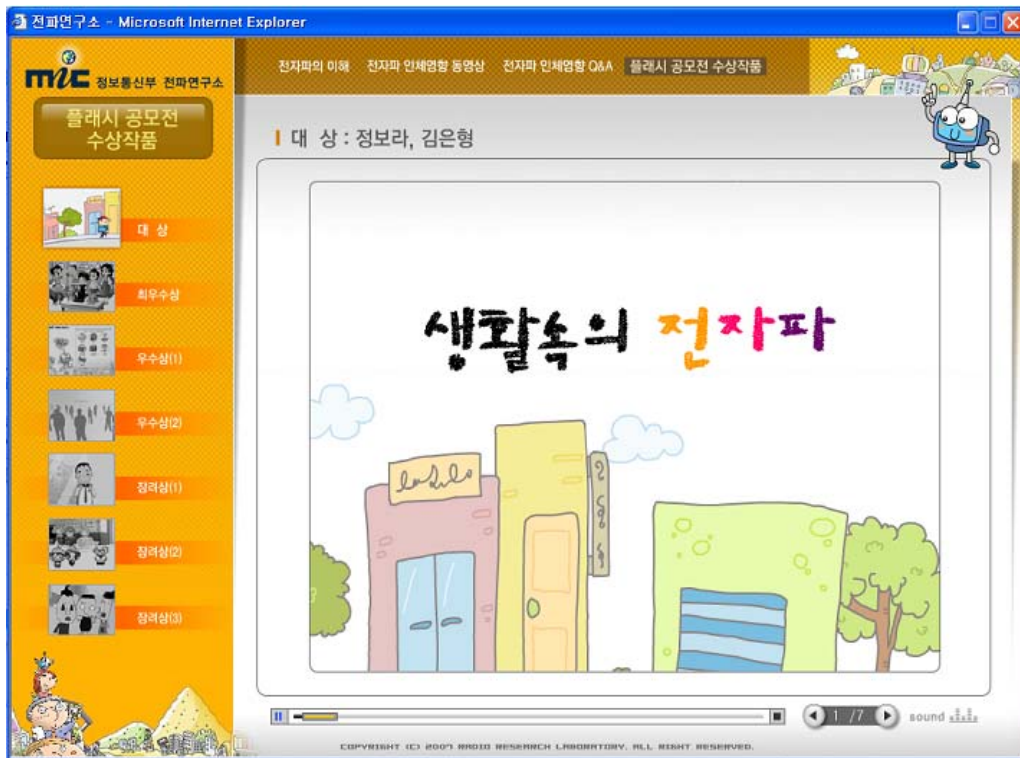 전파연구소 - Microsoft Internet Explorer
mic 정보통신부 전파연구소
전자파의 이해 전자파 인체영향 동영상 전자파 인체영향 Q&A 플래시 공모전 수상작품
플래시 공모전
수상작품
대 상 : 정보라, 김은형
대 상
최우수상
우수상(1)
우수상(2)
장려상(1)
장려상(2)
장려상(3)
생활속의 전자파
1 /7
sound
COPYRIGHT (C) 2007 RADIO RESEARCH LABORATORY. ALL RIGHT RESERVED.